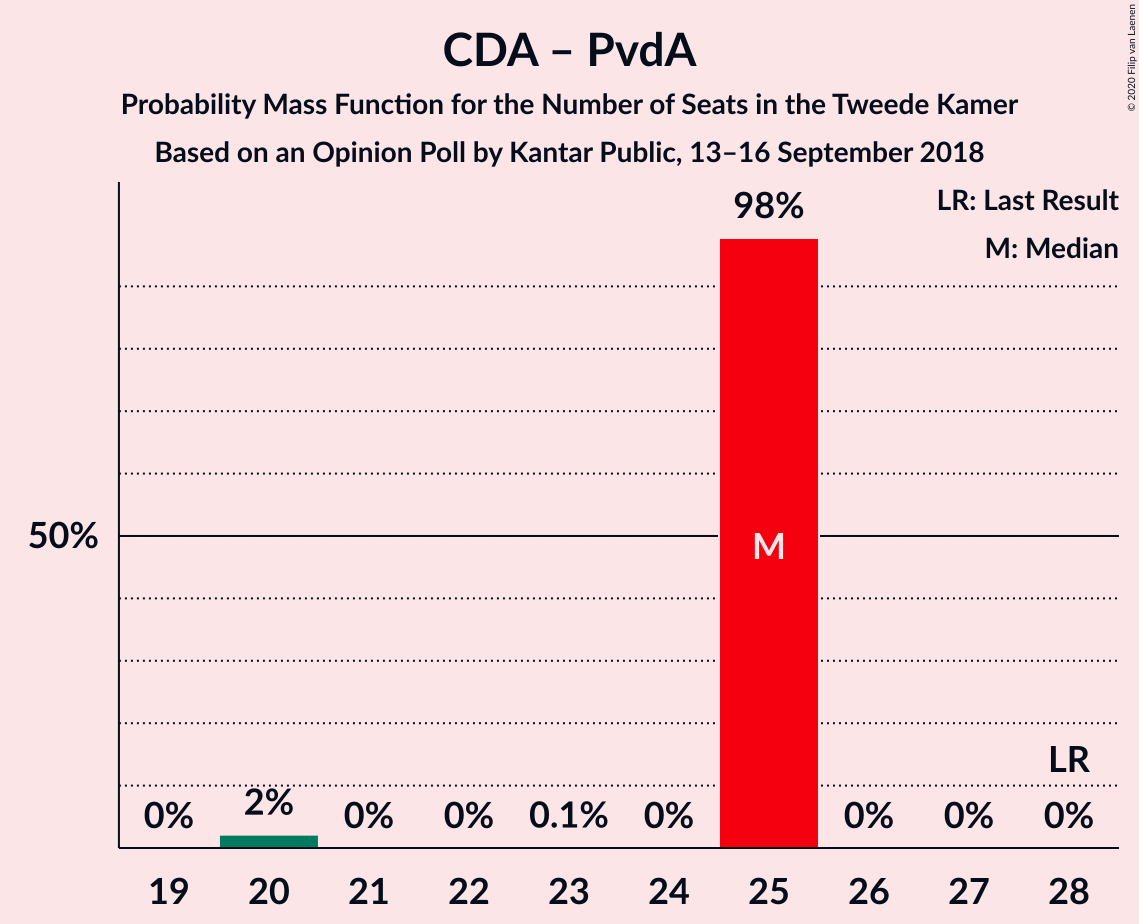 CDA – PvdA
Probability Mass Function for the Number of Seats in the Tweede Kamer
Based on an Opinion Poll by Kantar Public, 13–16 September 2018
© 2020 Filip van Laenen
LR: Last Result
M: Median
98%
50%
M
LR
0% 2% 0% 0% 0.1% 0% 0% 0% 0%
19 20 21 22 23 24 25 26 27 28